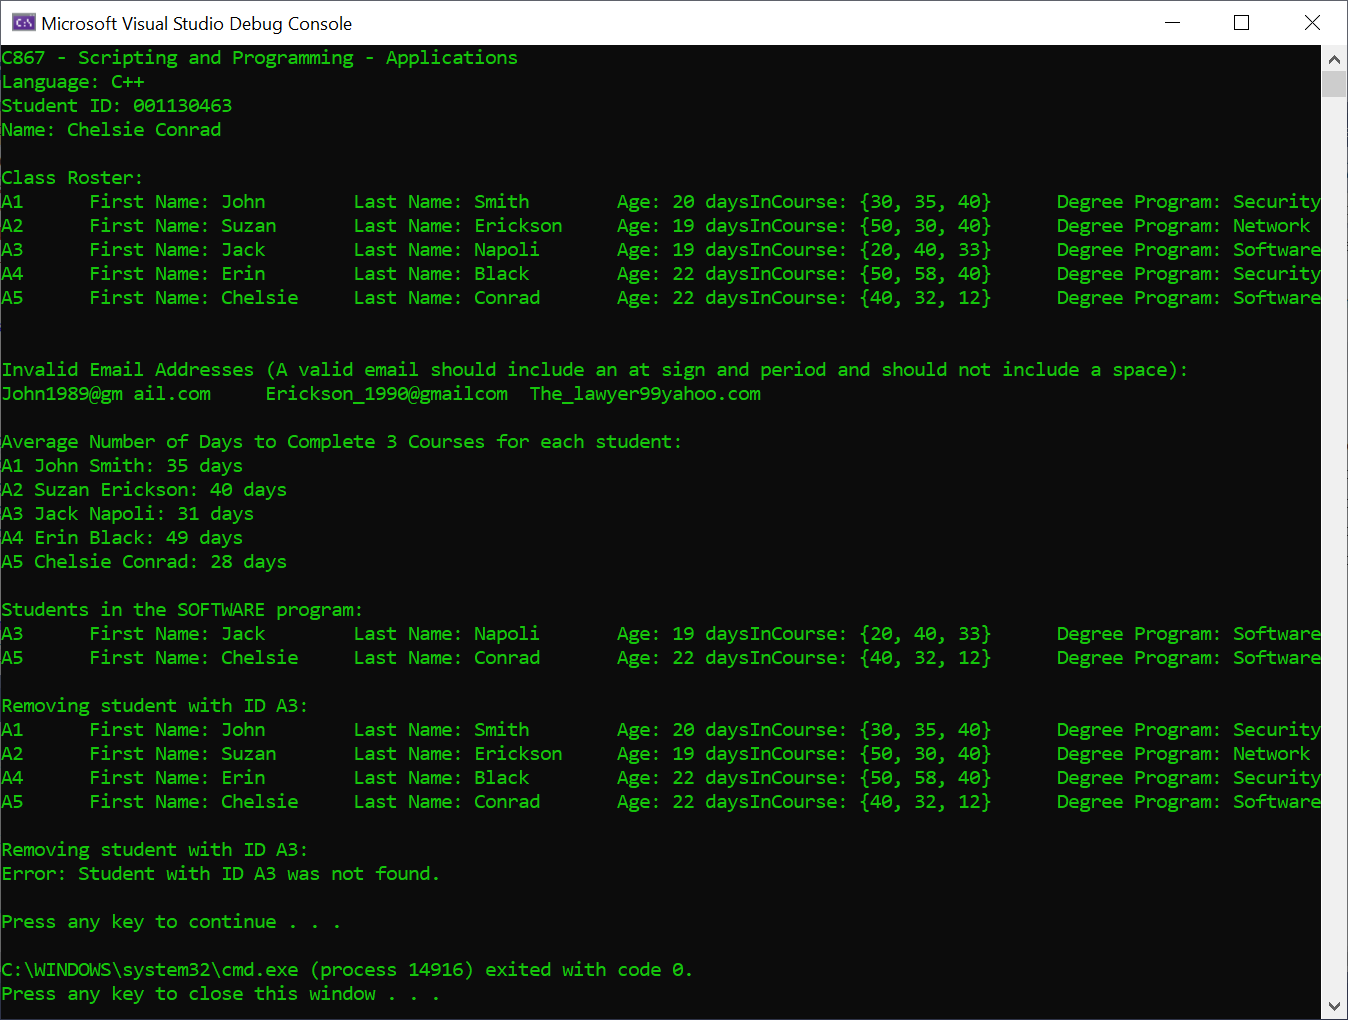 Microsoft Visual Studio Debug Console
C867 - Scripting and Programming - Applications
Language: C++
Student ID: 001130463
Name: Chelsie Conrad
Class Roster:
A1 First Name: John Last Name: Smith Age: 20 daysInCourse: {30, 35, 40} Degree Program: Security
A2 First Name: Suzan Last Name: Erickson Age: 19 daysInCourse: {50, 30, 40} Degree Program: Network
A3 First Name: Jack Last Name: Napoli Age: 19 daysInCourse: {20, 40, 33} Degree Program: Software
A4 First Name: Erin Last Name: Black Age: 22 daysInCourse: {50, 58, 40} Degree Program: Security
A5 First Name: Chelsie Last Name: Conrad Age: 22 daysInCourse: {40, 32, 12} Degree Program: Software
Invalid Email Addresses (A valid email should include an at sign and period and should not include a space):
John1989@gm ail.com Erickson_1990@gmailcom The_lawyer99yahoo.com
Average Number of Days to Complete 3 Courses for each student:
A1 John Smith: 35 days
A2 Suzan Erickson: 40 days
A3 Jack Napoli: 31 days
A4 Erin Black: 49 days
A5 Chelsie Conrad: 28 days
Students in the SOFTWARE program:
A3 First Name: Jack Last Name: Napoli Age: 19 daysInCourse: {20, 40, 33} Degree Program: Software
A5 First Name: Chelsie Last Name: Conrad Age: 22 daysInCourse: {40, 32, 12} Degree Program: Software
Removing student with ID A3:
A1 First Name: John Last Name: Smith Age: 20 daysInCourse: {30, 35, 40} Degree Program: Security
A2 First Name: Suzan Last Name: Erickson Age: 19 daysInCourse: {50, 30, 40} Degree Program: Network
A4 First Name: Erin Last Name: Black Age: 22 daysInCourse: {50, 58, 40} Degree Program: Security
A5 First Name: Chelsie Last Name: Conrad Age: 22 daysInCourse: {40, 32, 12} Degree Program: Software
Removing student with ID A3:
Error: Student with ID A3 was not found.
Press any key to continue . . .
C:\WINDOWS\system32\cmd.exe (process 14916) exited with code 0.
Press any key to close this window . . .